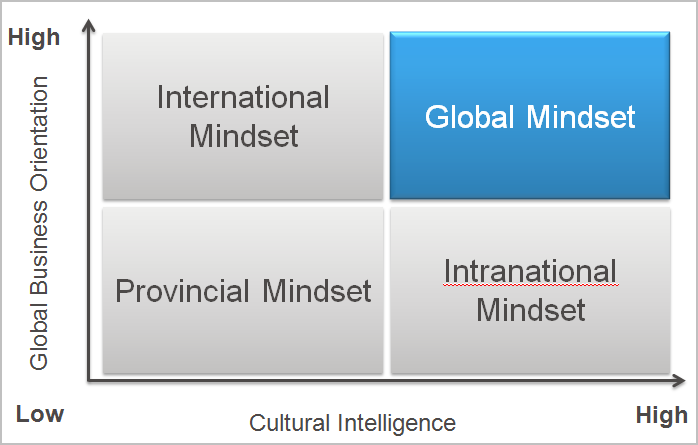 High
International
Mindset
Global Mindset
Global Business Orientation
Provincial Mindset
Intranational
Mindset
Low
Cultural Intelligence
High